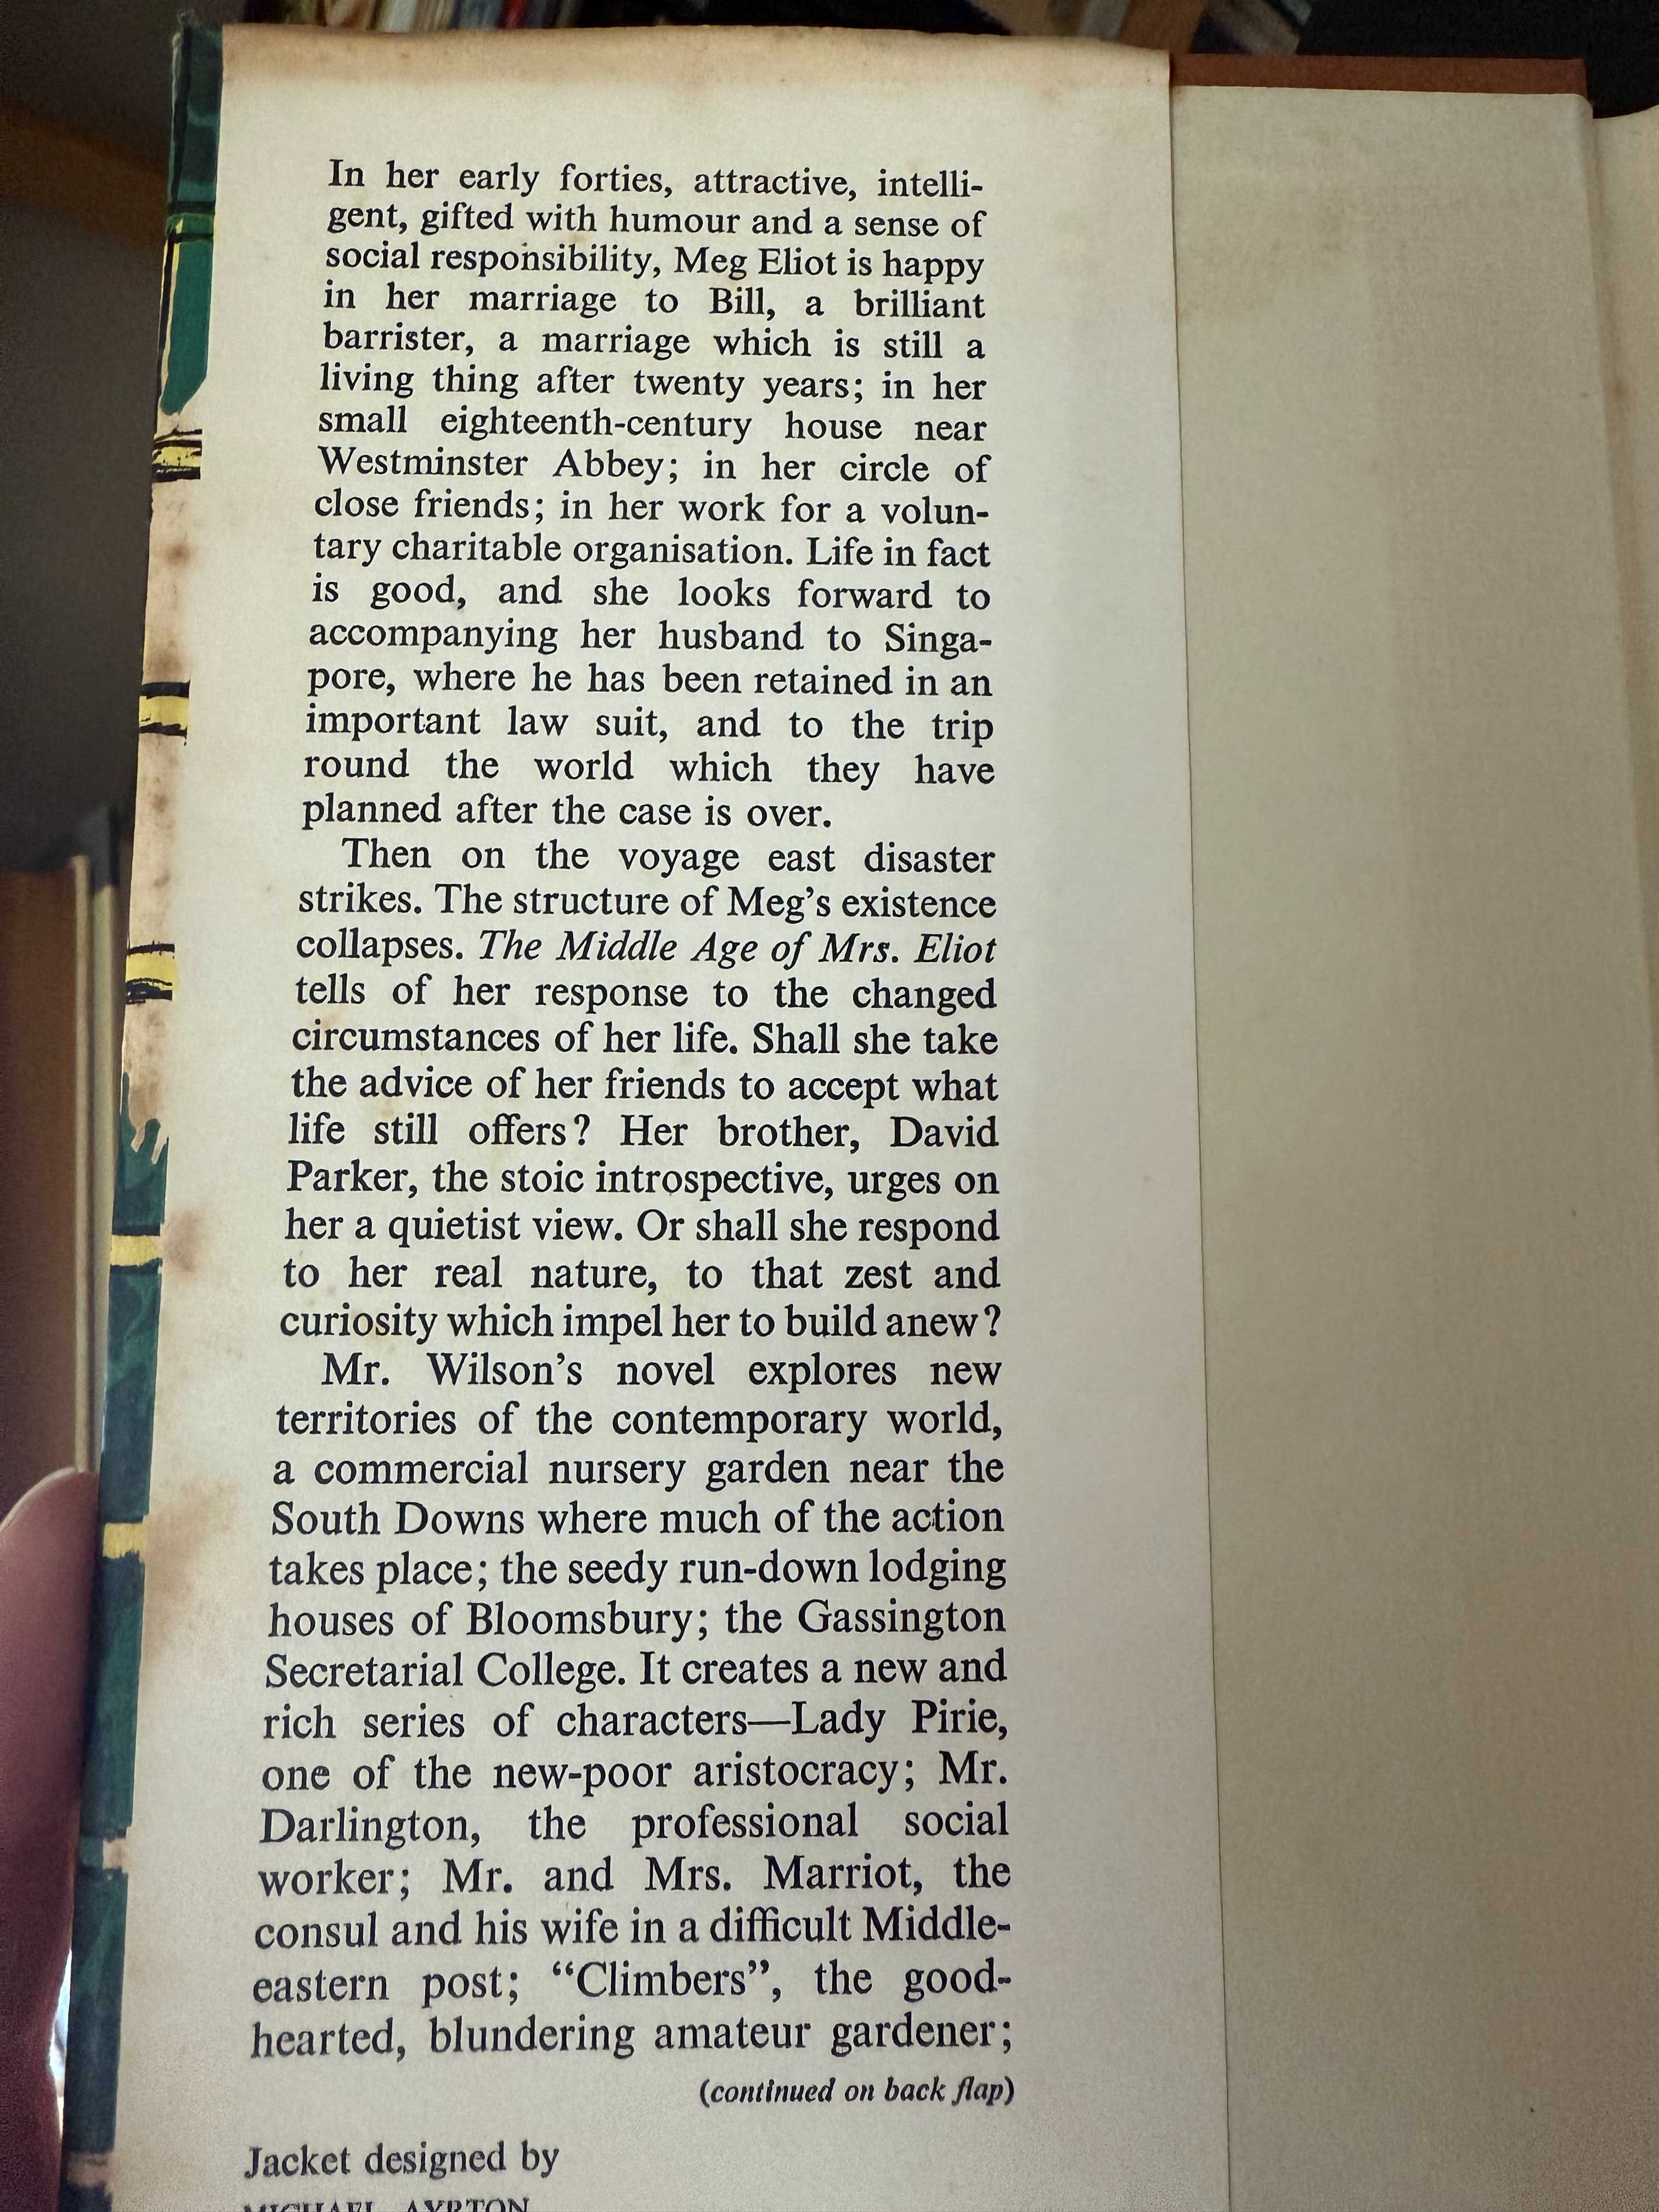 In her early forties, attractive, intelli-
gent, gifted with humour and a sense of
social responsibility, Meg Eliot is happy
in her marriage to Bill, a brilliant
barrister, a marriage which is still a
living thing after twenty years; in her
small eighteenth-century house near
Westminster Abbey; in her circle of
close friends; in her work for a volun-
tary charitable organisation. Life in fact
is good, and she looks forward to
accompanying her husband to Singa-
pore, where he has been retained in an
important law suit, and to the trip
round the world which they have
planned after the case is over.
Then on the voyage east disaster
strikes. The structure of Meg’s existence
collapses. The Middle Age of Mrs. Eliot
tells of her response to the changed
circumstances of her life. Shall she take
the advice of her friends to accept what
life still offers? Her brother, David
Parker, the stoic introspective, urges on
her a quietist view. Or shall she respond
to her real nature, to that zest and
curiosity which impel her to build anew?
Mr. Wilson’s novel explores new
territories of the contemporary world,
a commercial nursery garden near the
South Downs where much of the action
takes place; the seedy run-down lodging
houses of Bloomsbury; the Gassington
Secretarial College. It creates a new and
rich series of characters—Lady Pirie,
one of the new-poor aristocracy; Mr.
Darlington, the professional social
worker; Mr. and Mrs. Marriot, the
consul and his wife in a difficult Middle-
eastern post; “Climbers”, the good-
hearted, blundering amateur gardener;
(continued on back flap)
Jacket designed by
MICHAEL AYRTON